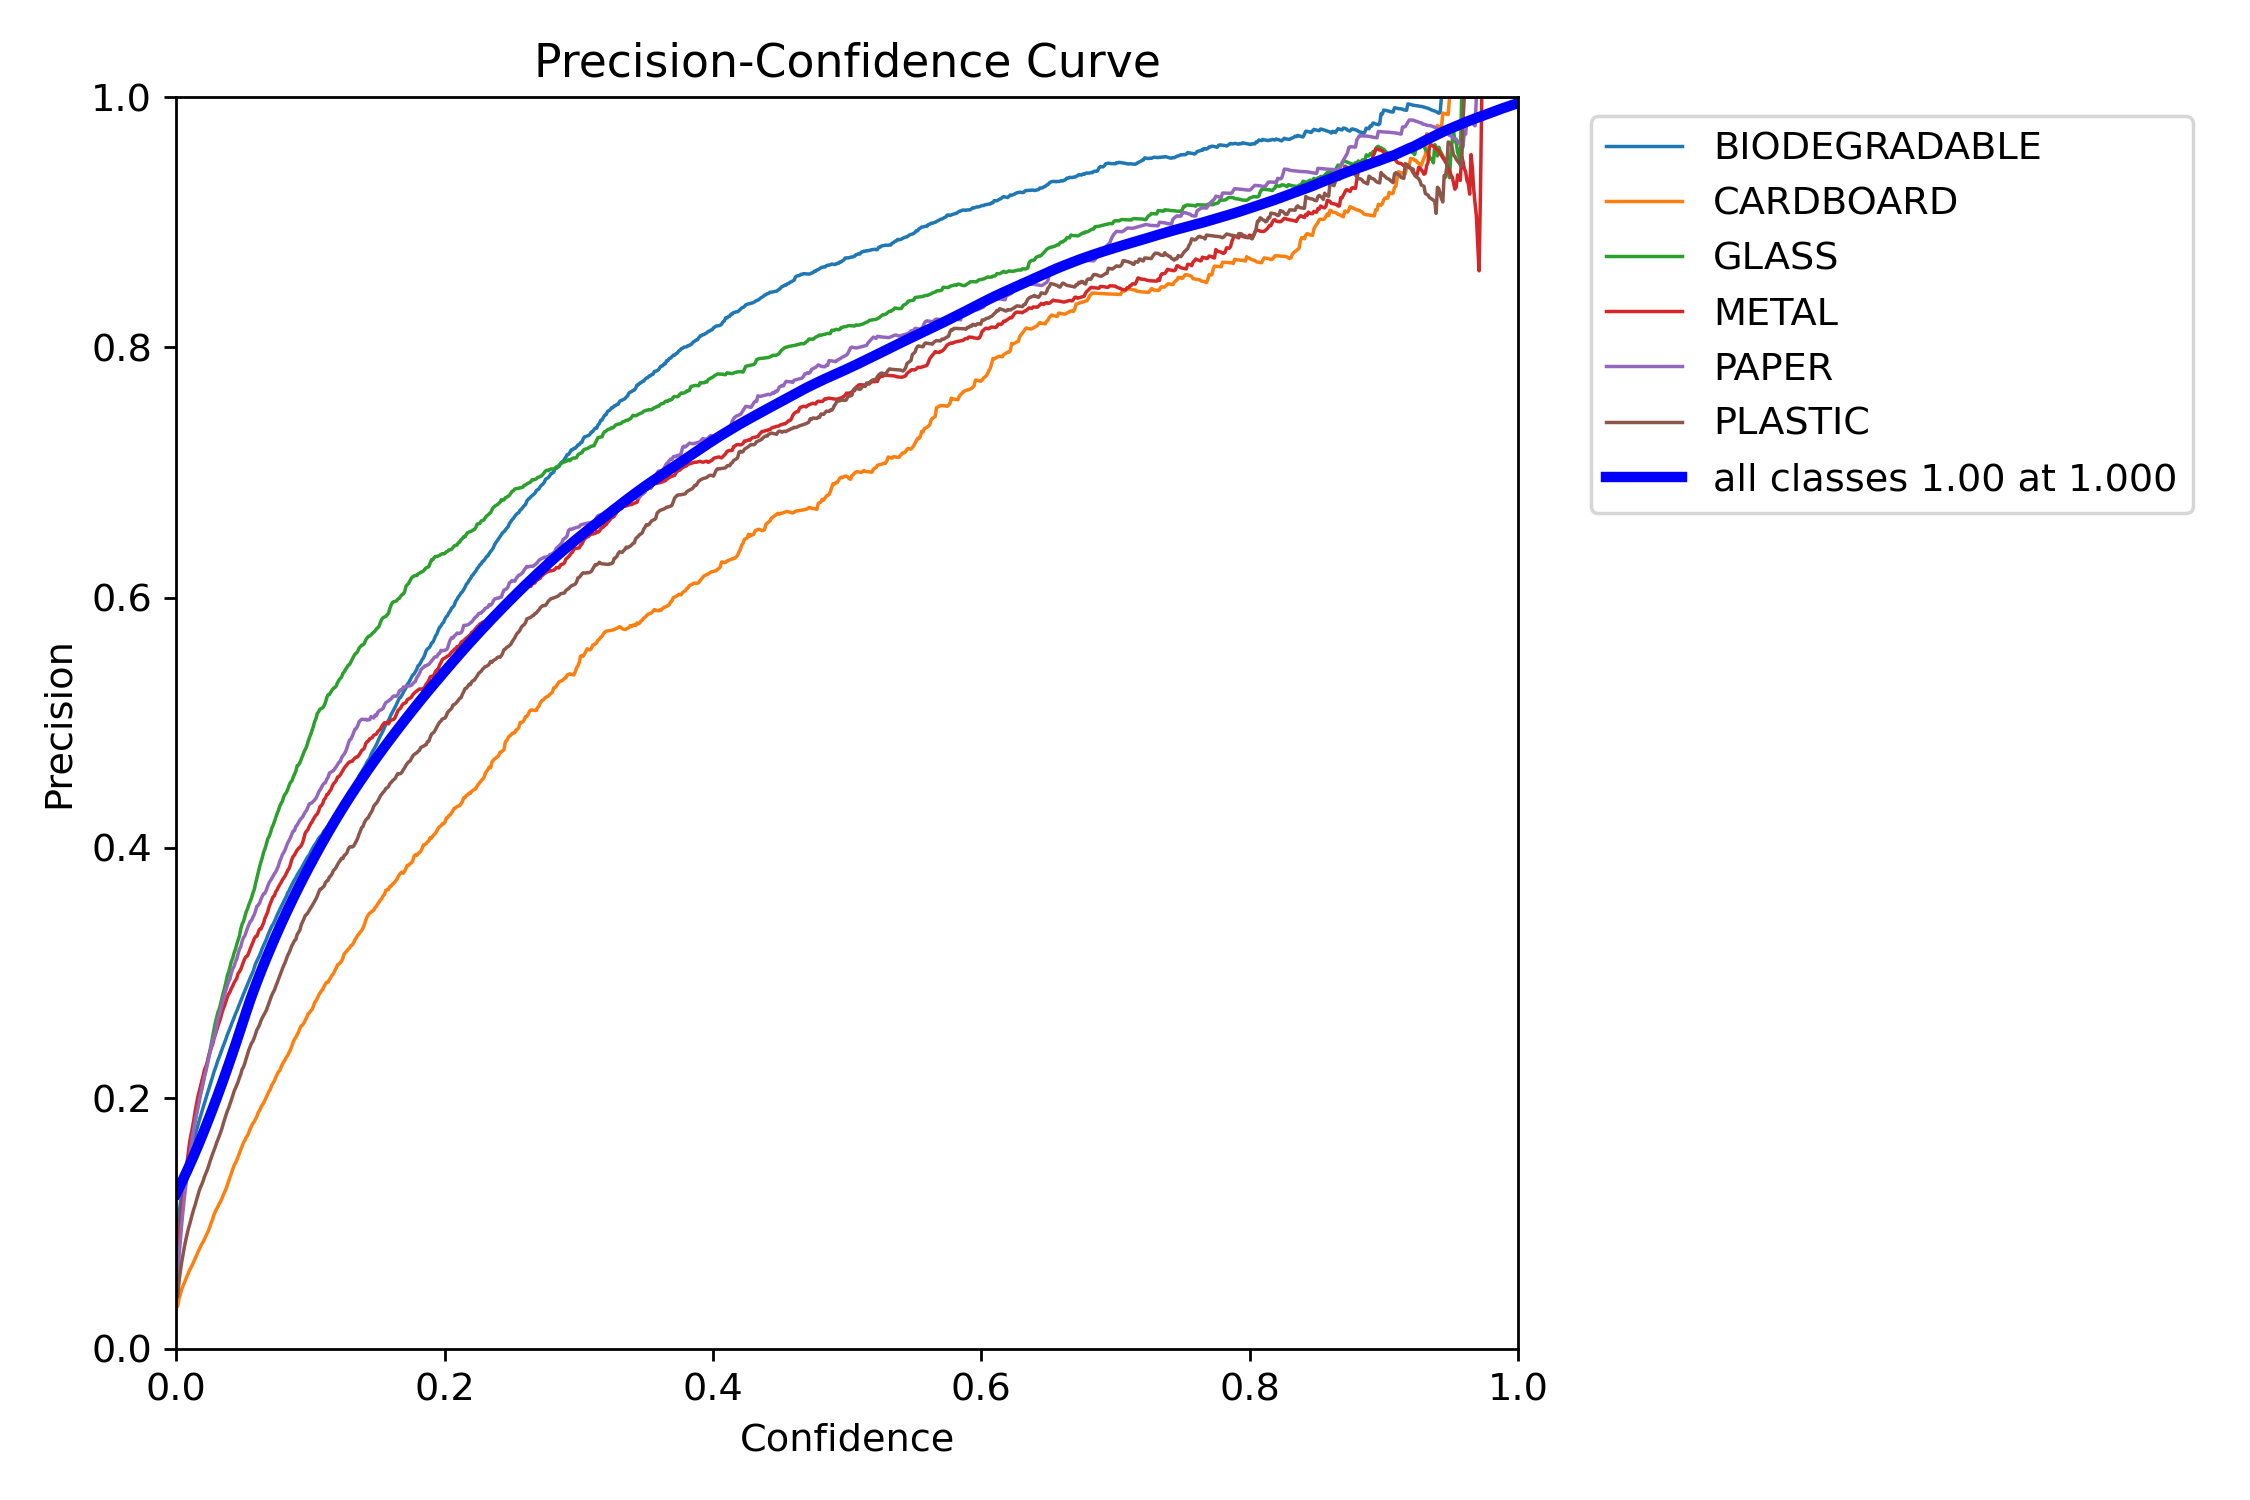 Precision-Confidence Curve
1.0
0.8
0.6
0.4
0.2
0.0
Precision
0.0 0.2 0.4 0.6 0.8 1.0
Confidence
BIODEGRADABLE
CARDBOARD
GLASS
METAL
PAPER
PLASTIC
all classes 1.00 at 1.000